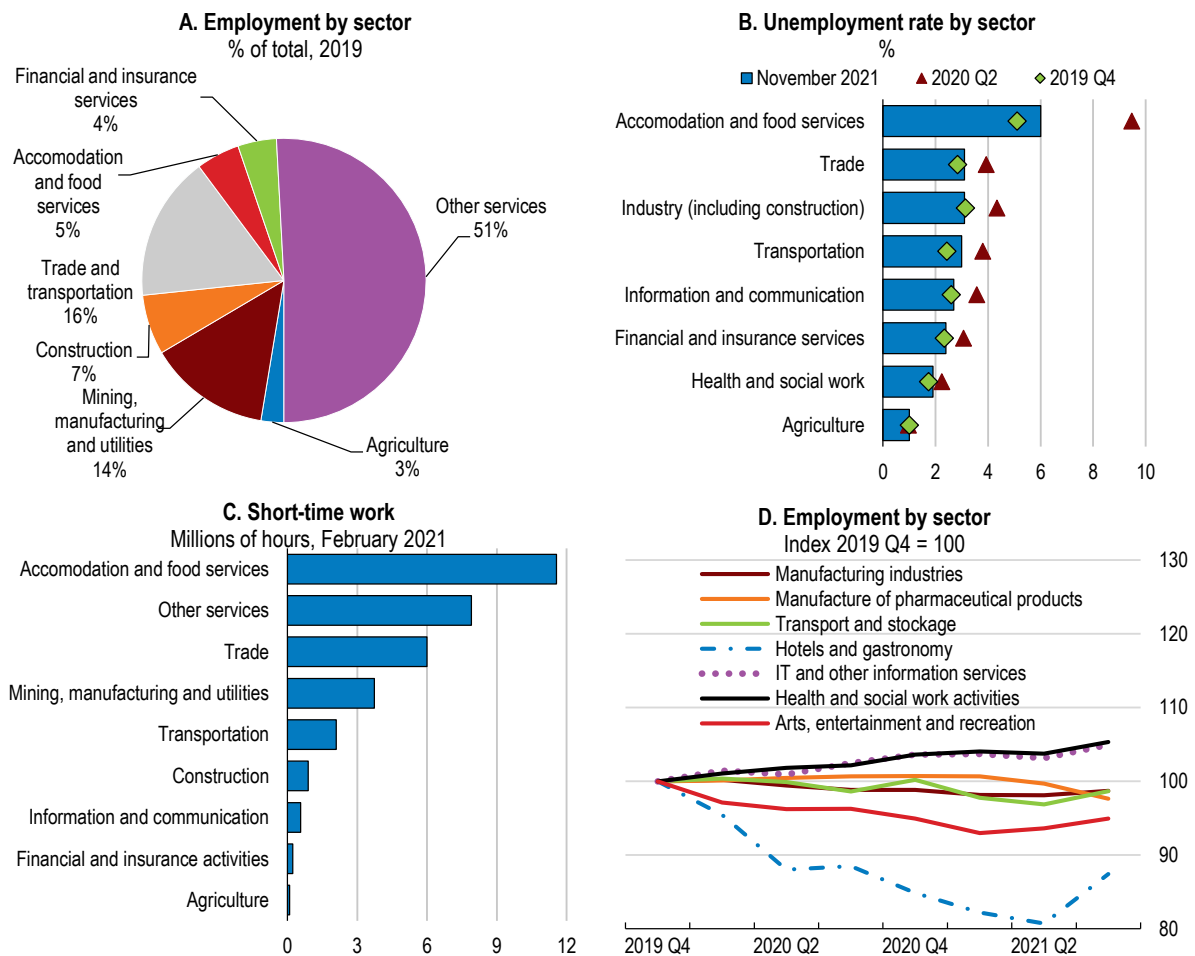 A. Employment by sector
% of total, 2019
Financial and insurance
services
4%
Accomodation
and food
services
5%
Trade and
transportation
16%
Construction
7%
Mining,
manufacturing
and utilities
14%
Agriculture
3%
Other services
51%
B. Unemployment rate by sector
%
November 2021
2020 Q2
2019 Q4
Accomodation and food services
Trade
Industry (including construction)
Transportation
Information and communication
Financial and insurance services
Health and social work
Agriculture
0 2 4 6 8 10
C. Short-time work
Millions of hours, February 2021
Accomodation and food services
Other services
Trade
Mining, manufacturing and utilities
Transportation
Construction
Information and communication
Financial and insurance activities
Agriculture
0 3 6 9 12
D. Employment by sector
Index 2019 Q4 = 100
Manufacturing industries
Manufacture of pharmaceutical products
Transport and stockage
Hotels and gastronomy
IT and other information services
Health and social work activities
Arts, entertainment and recreation
130
120
110
100
90
80
2019 Q4 2020 Q2 2020 Q4 2021 Q2